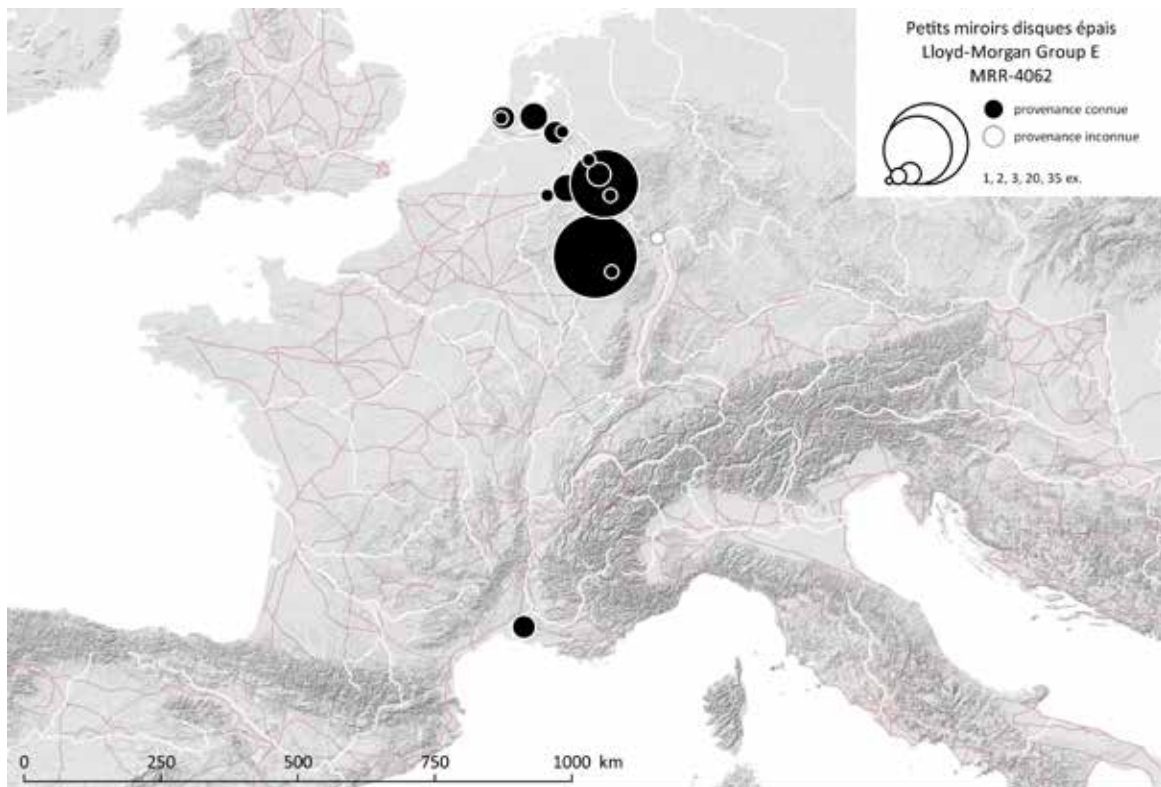 Petits miroirs disques épais
Lloyd-Morgan Group E
MRR-4062
provenance connue
provenance inconnue
1, 2, 3, 20, 35 ex.
0 250 500 750 1000 km